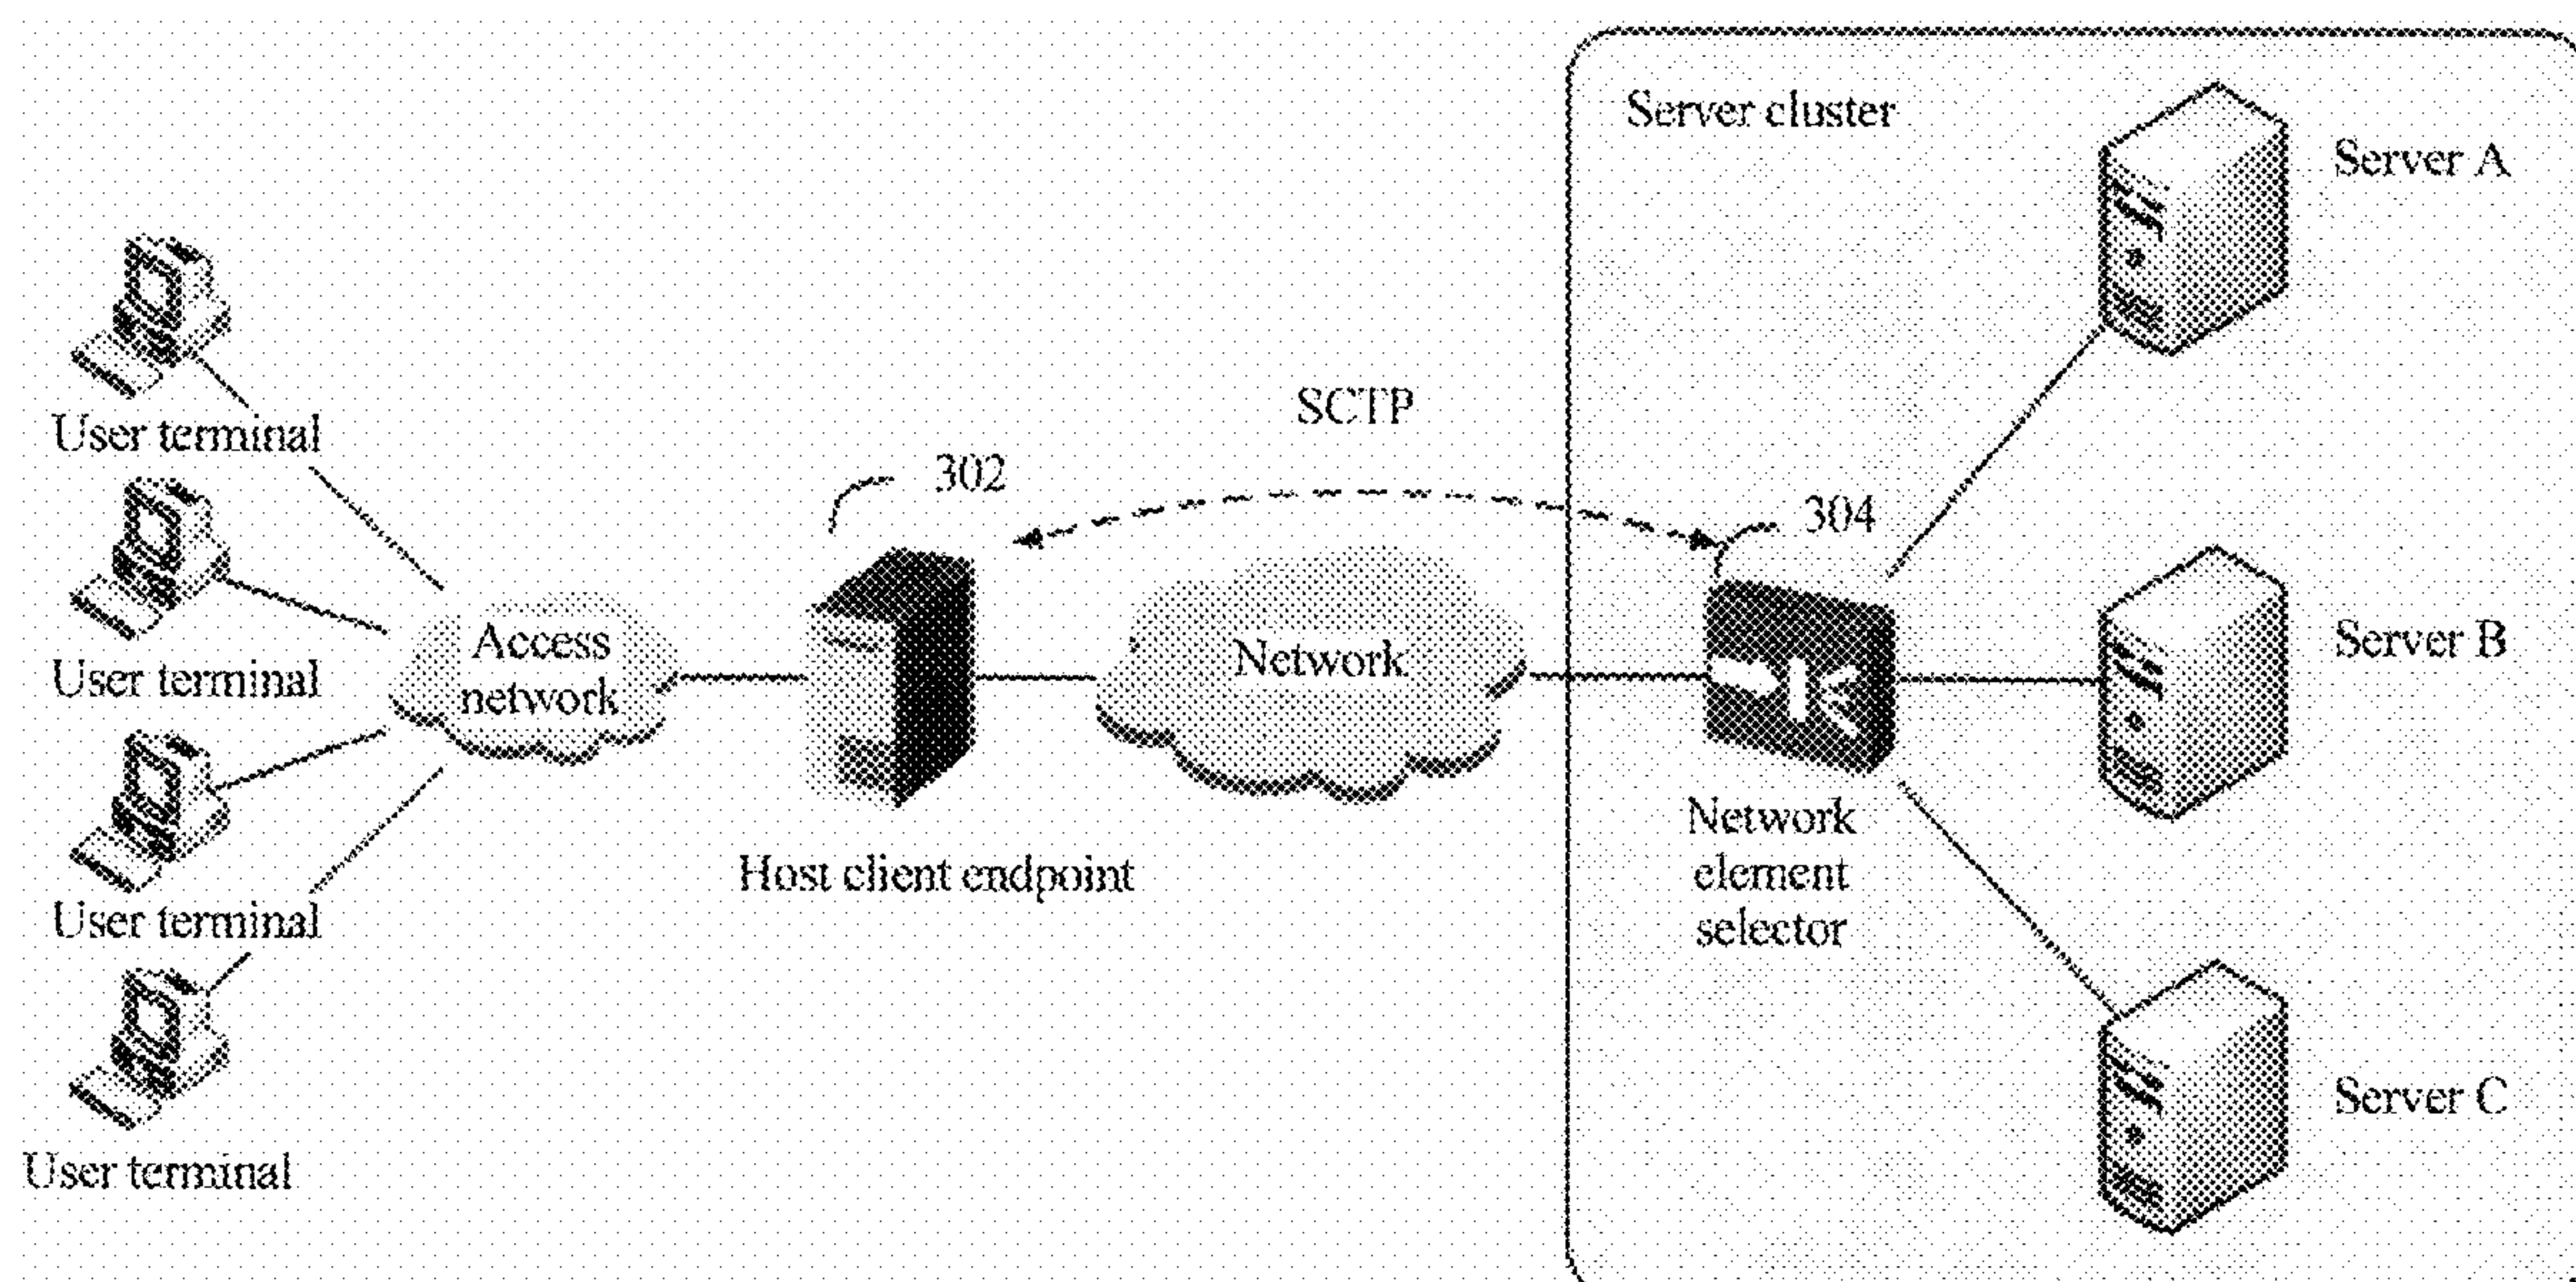 Server cluster
Server A
SCTP
User terminal
302
304
Access
network
Network
Server B
User terminal
Network
element
selector
Host client endpoint
User terminal
Server C
User terminal